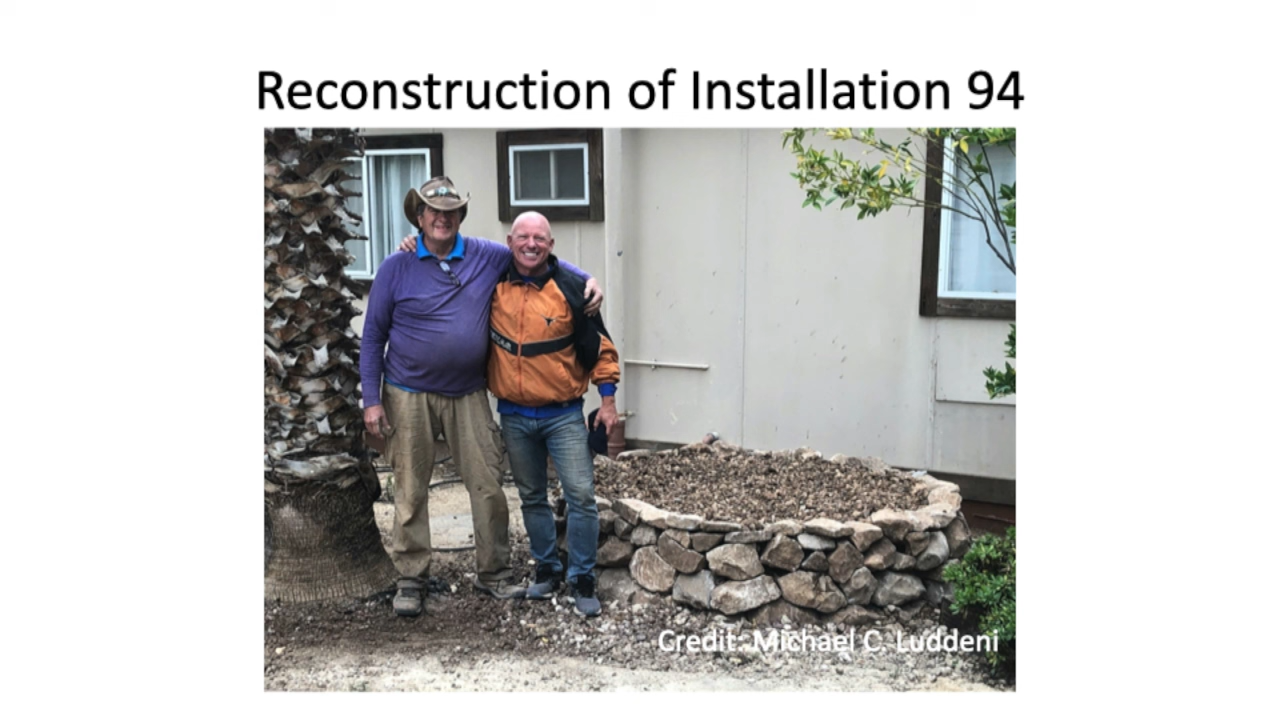 Reconstruction of Installation 94
Credit: Michael C. Luddeni